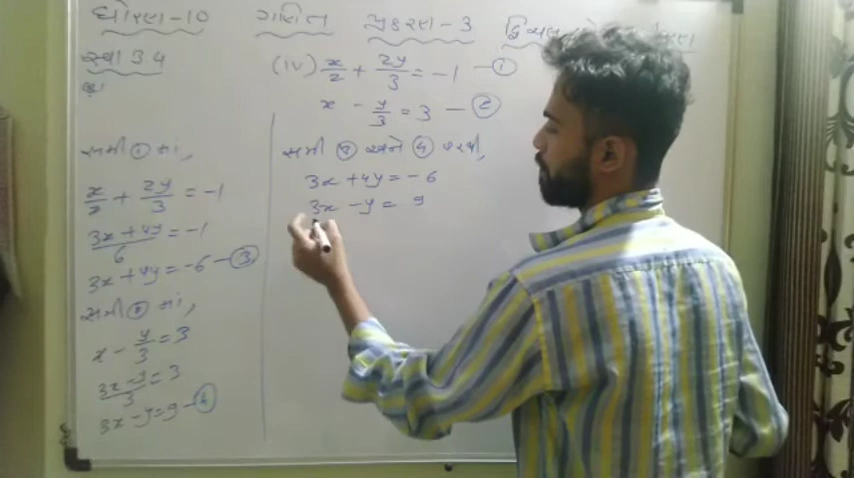 ધોરણ-10 ગણિત પ્રકરણ-3
સ્વા 3.4
(iv) x/2 + 2y/3 = -1 —①
x - y/3 = 3 —②
સમી ① માં,
x/2 + 2y/3 = -1
3x+4y/6 = -1
3x+4y=-6 —③
સમી ② માં,
x - y/3 = 3
3x-y/3 = 3
3x-y=9 —④
સમી ③ અને ④ પરથી,
3x+4y=-6
3x-y= 9